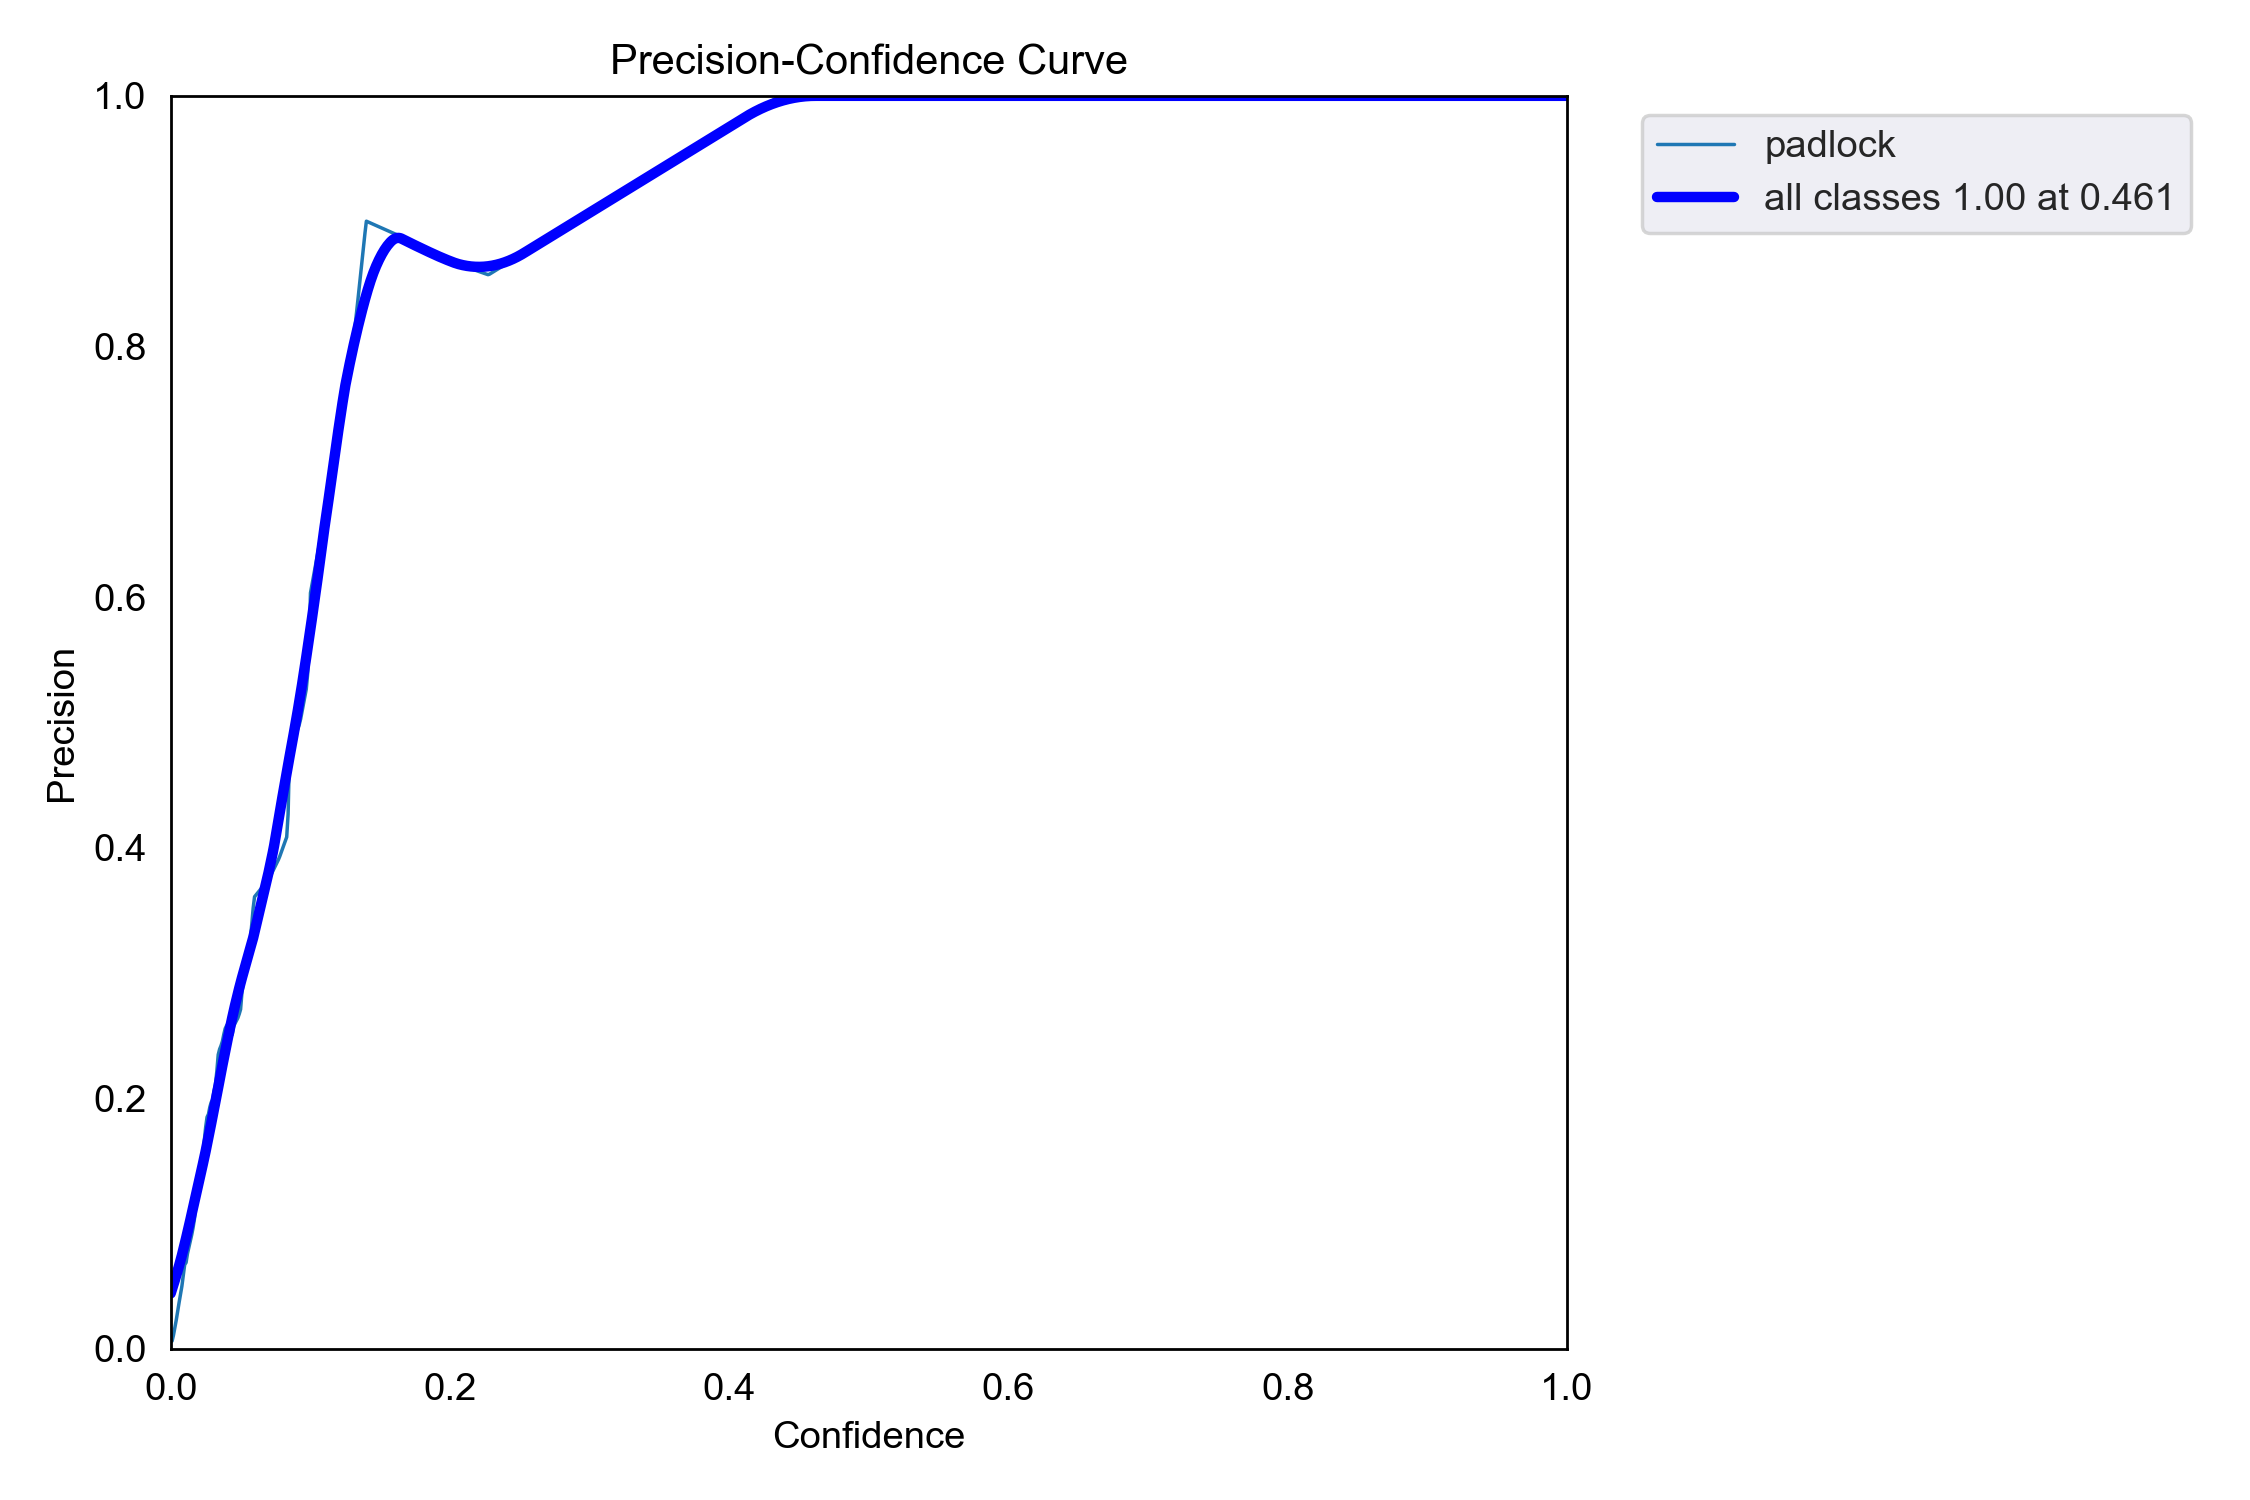 Precision-Confidence Curve
1.0
0.8
0.6
0.4
0.2
0.0
Precision
0.0 0.2 0.4 0.6 0.8 1.0
Confidence
padlock
all classes 1.00 at 0.461